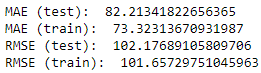 MAE (test):  82.21341822656365
MAE (train):  73.32313670931987
RMSE (test):  102.17689105809706
RMSE (train):  101.65729751045963